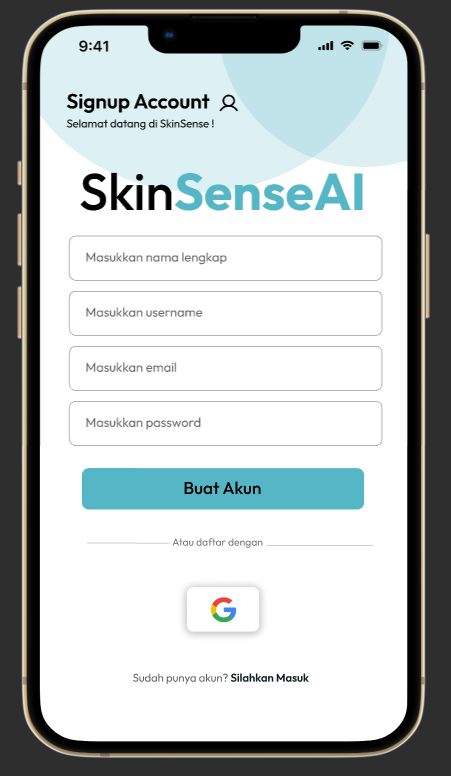 9:41
Signup Account
Selamat datang di SkinSense !
SkinSenseAI
Masukkan nama lengkap
Masukkan username
Masukkan email
Masukkan password
Buat Akun
Atau daftar dengan
G
Sudah punya akun? Silahkan Masuk